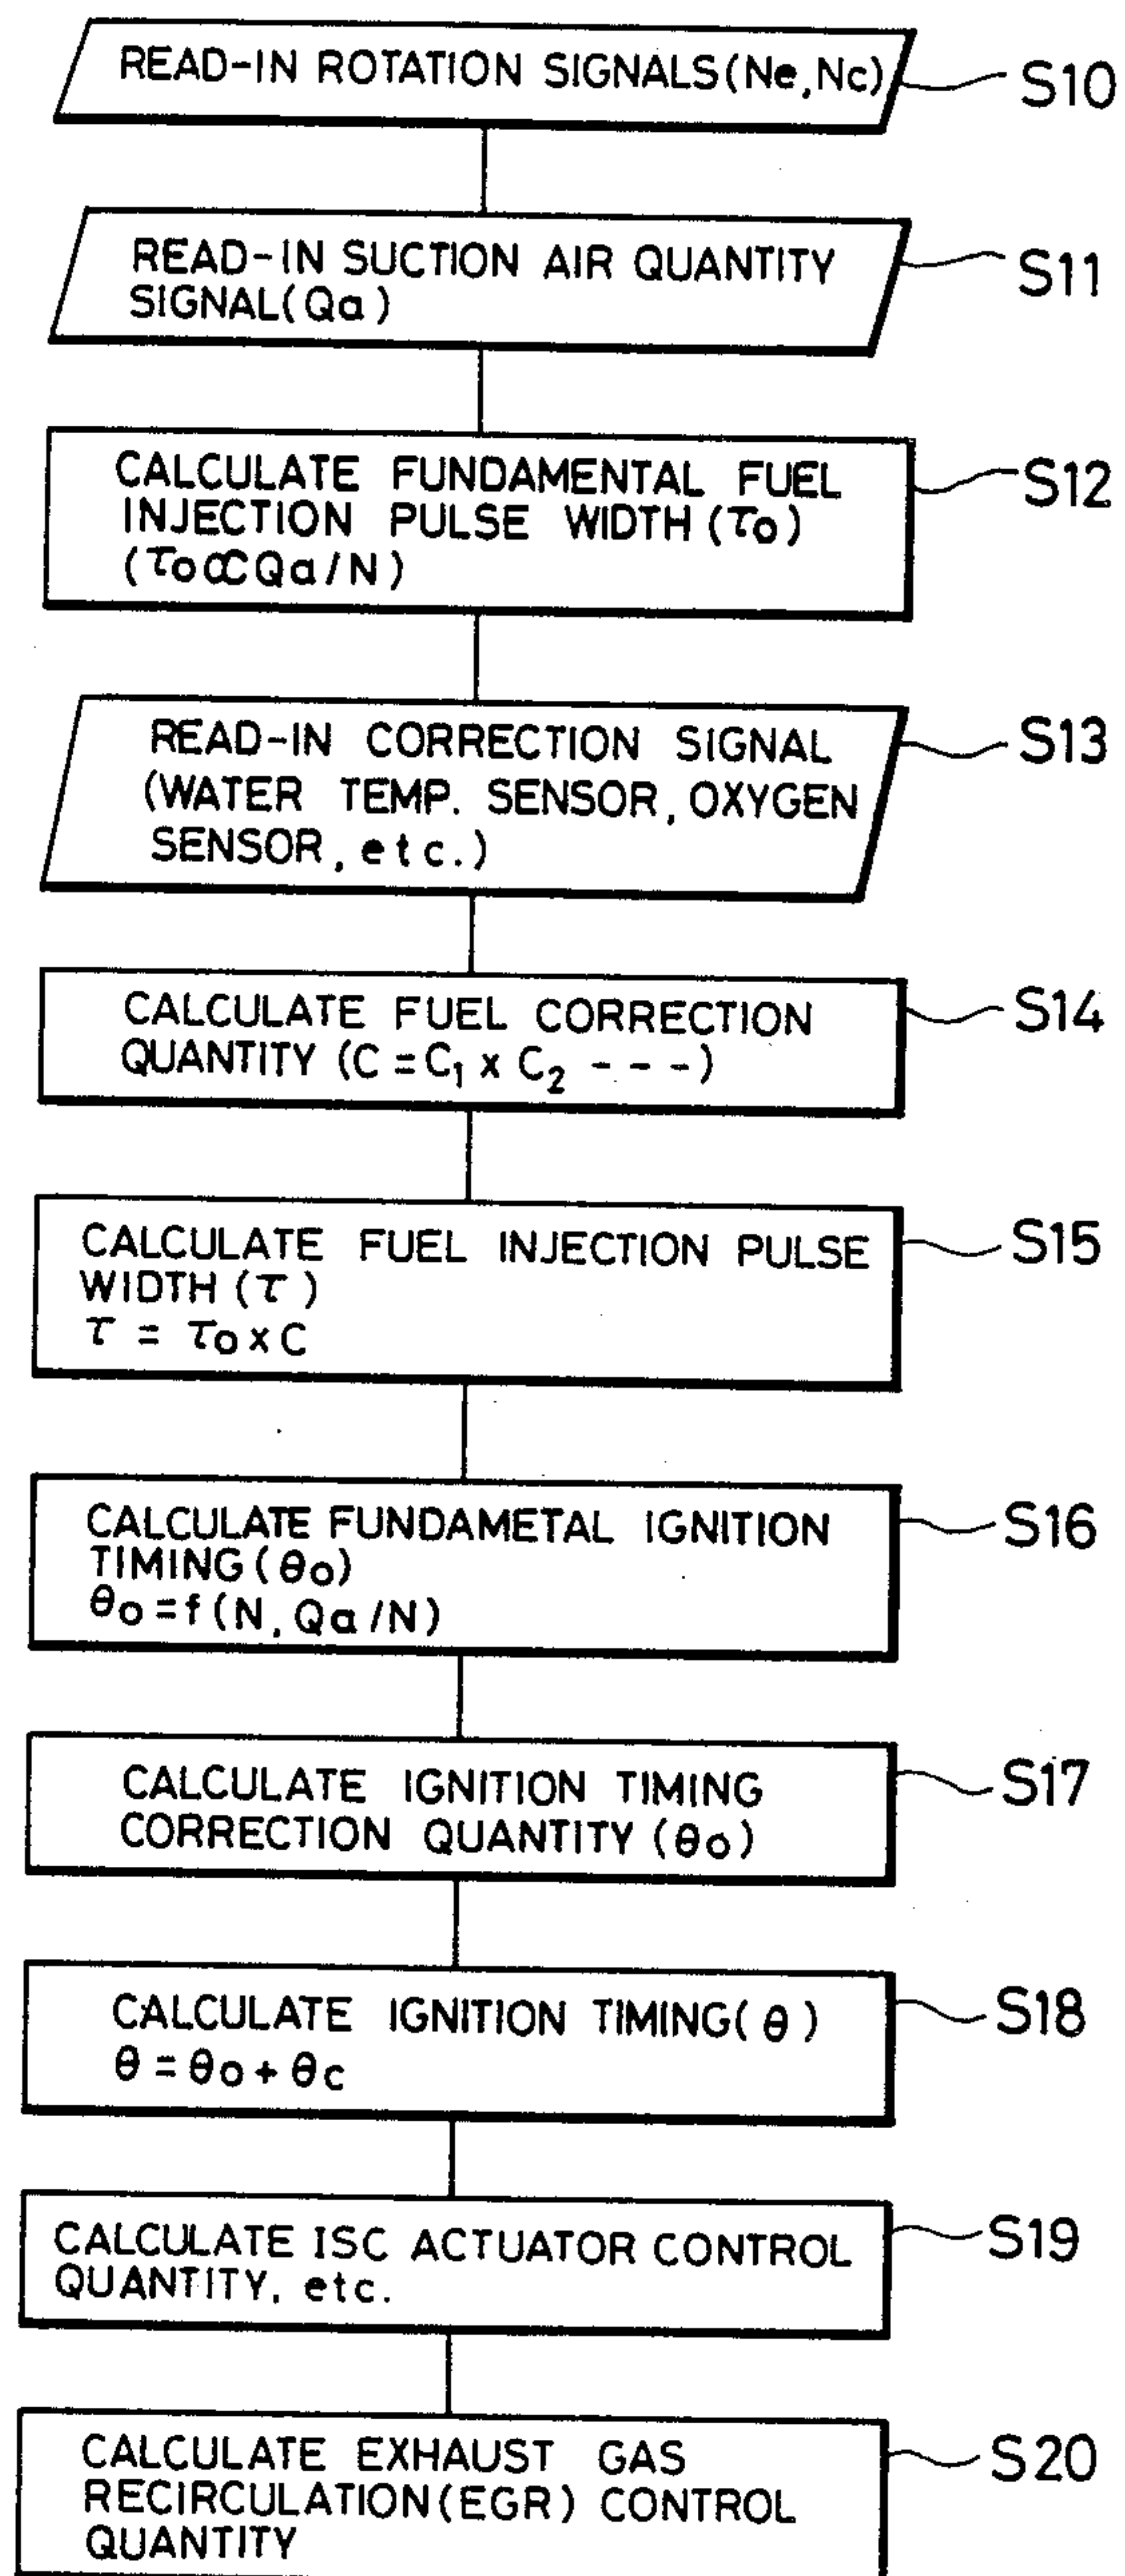 READ-IN ROTATION SIGNALS(Ne,Nc)
S10
READ-IN SUCTION AIR QUANTITY
SIGNAL(Qa)
S11
CALCULATE FUNDAMENTAL FUEL
INJECTION PULSE WIDTH (τo)
(τo∝Qa/N)
S12
READ-IN CORRECTION SIGNAL
(WATER TEMP. SENSOR, OXYGEN
SENSOR, etc.)
S13
CALCULATE FUEL CORRECTION
QUANTITY (C=C₁ x C₂ - - -)
S14
CALCULATE FUEL INJECTION PULSE
WIDTH (τ)
τ = τo x C
S15
CALCULATE FUNDAMETAL IGNITION
TIMING(θo)
θo=f(N, Qa/N)
S16
CALCULATE IGNITION TIMING
CORRECTION QUANTITY (θo)
S17
CALCULATE IGNITION TIMING(θ)
θ = θo + θc
S18
CALCULATE ISC ACTUATOR CONTROL
QUANTITY, etc.
S19
CALCULATE EXHAUST GAS
RECIRCULATION(EGR) CONTROL
QUANTITY
S20